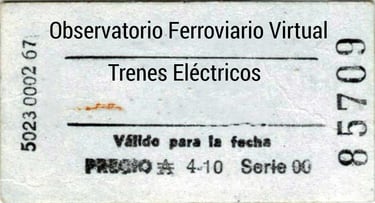 Observatorio Ferroviario Virtual
Trenes Eléctricos
5023 0002 67
85709
Válido para la fecha
PRECIO ₳ 4·10 Serie 00